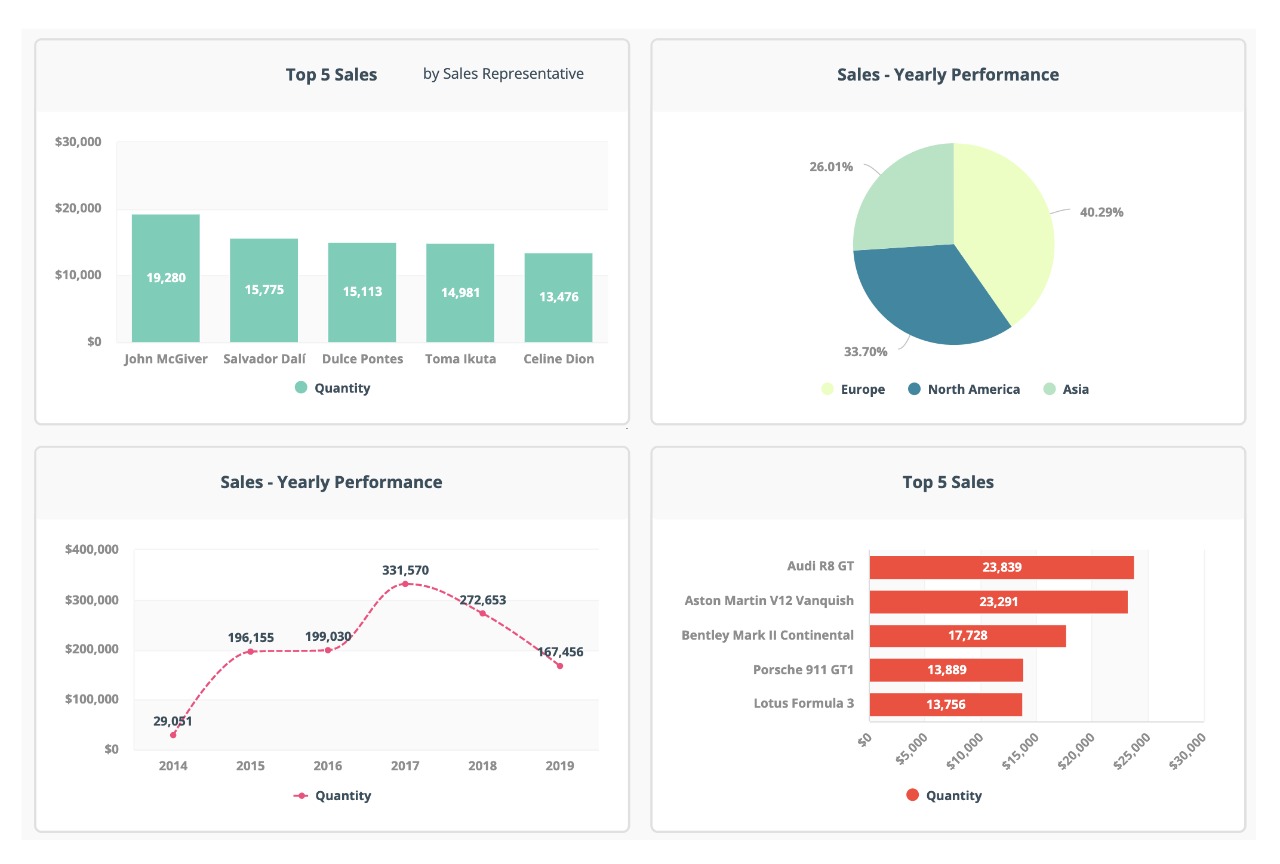 Top 5 Sales by Sales Representative
$30,000
$20,000
$10,000
$0
19,280
15,775
15,113
14,981
13,476
John McGiver Salvador Dalí Dulce Pontes Toma Ikuta Celine Dion
Quantity
Sales - Yearly Performance
26.01%
40.29%
33.70%
Europe North America Asia
Sales - Yearly Performance
$400,000
$300,000
$200,000
$100,000
$0
29,051
196,155
199,030
331,570
272,653
167,456
2014 2015 2016 2017 2018 2019
Quantity
Top 5 Sales
Audi R8 GT 23,839
Aston Martin V12 Vanquish 23,291
Bentley Mark II Continental 17,728
Porsche 911 GT1 13,889
Lotus Formula 3 13,756
$0 $5,000 $10,000 $15,000 $20,000 $25,000 $30,000
Quantity